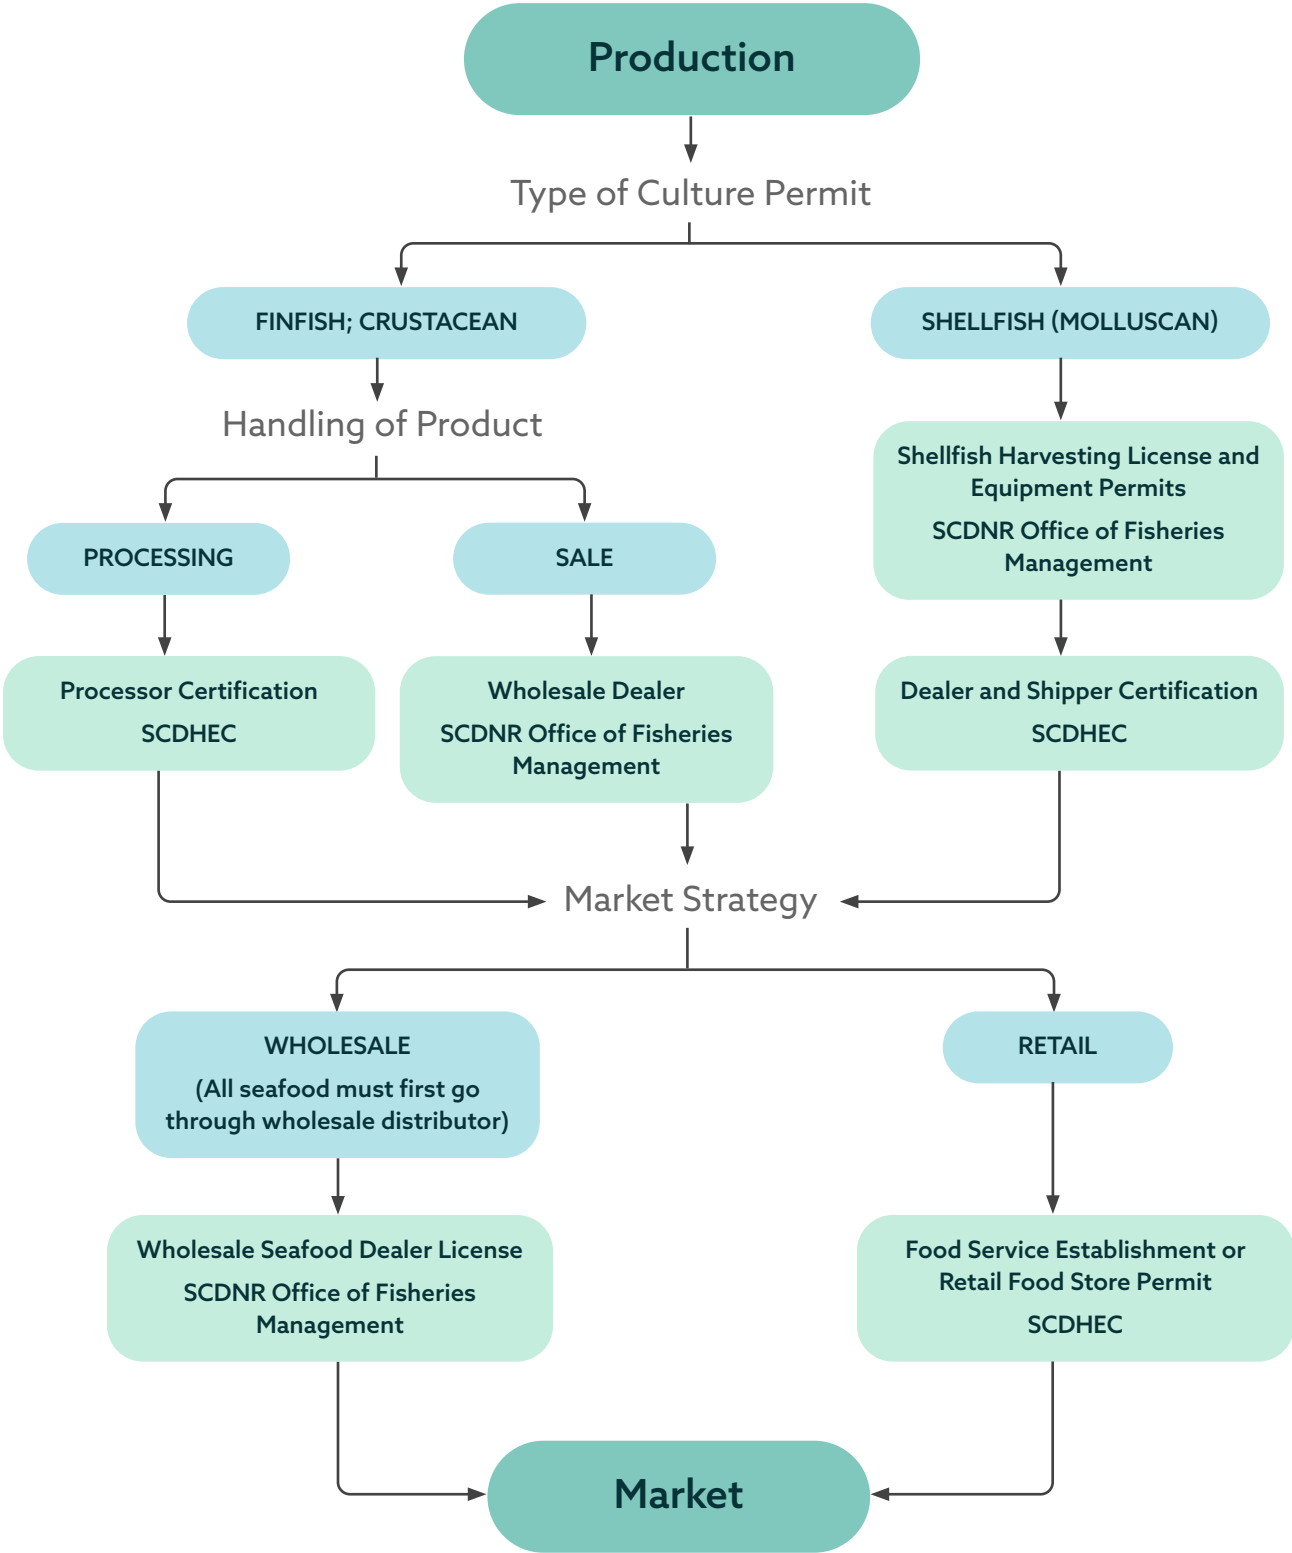 Production
Type of Culture Permit
FINFISH; CRUSTACEAN
SHELLFISH (MOLLUSCAN)
Handling of Product
Shellfish Harvesting License and
Equipment Permits
SCDNR Office of Fisheries
Management
PROCESSING
SALE
Processor Certification
SCDHEC
Wholesale Dealer
SCDNR Office of Fisheries
Management
Dealer and Shipper Certification
SCDHEC
Market Strategy
WHOLESALE
(All seafood must first go
through wholesale distributor)
RETAIL
Wholesale Seafood Dealer License
SCDNR Office of Fisheries
Management
Food Service Establishment or
Retail Food Store Permit
SCDHEC
Market